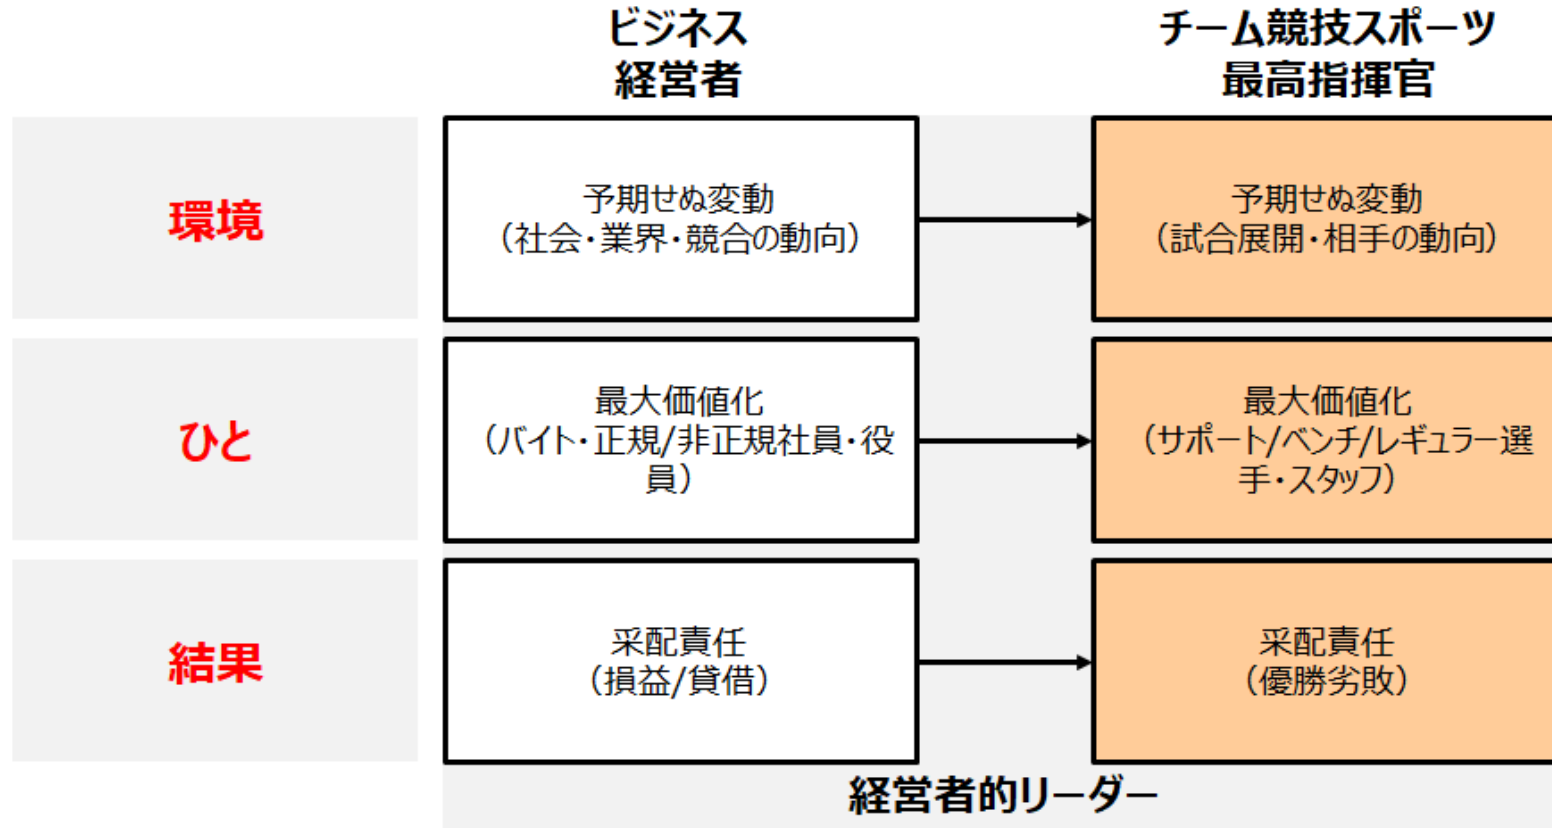 ビジネス
経営者
チーム競技スポーツ
最高指揮官
環境
予期せぬ変動
（社会・業界・競合の動向）
予期せぬ変動
（試合展開・相手の動向）
ひと
最大価値化
（バイト・正規/非正規社員・役
員）
最大価値化
（サポート/ベンチ/レギュラー選
手・スタッフ）
結果
采配責任
（損益/貸借）
采配責任
（優勝劣敗）
経営者的リーダー